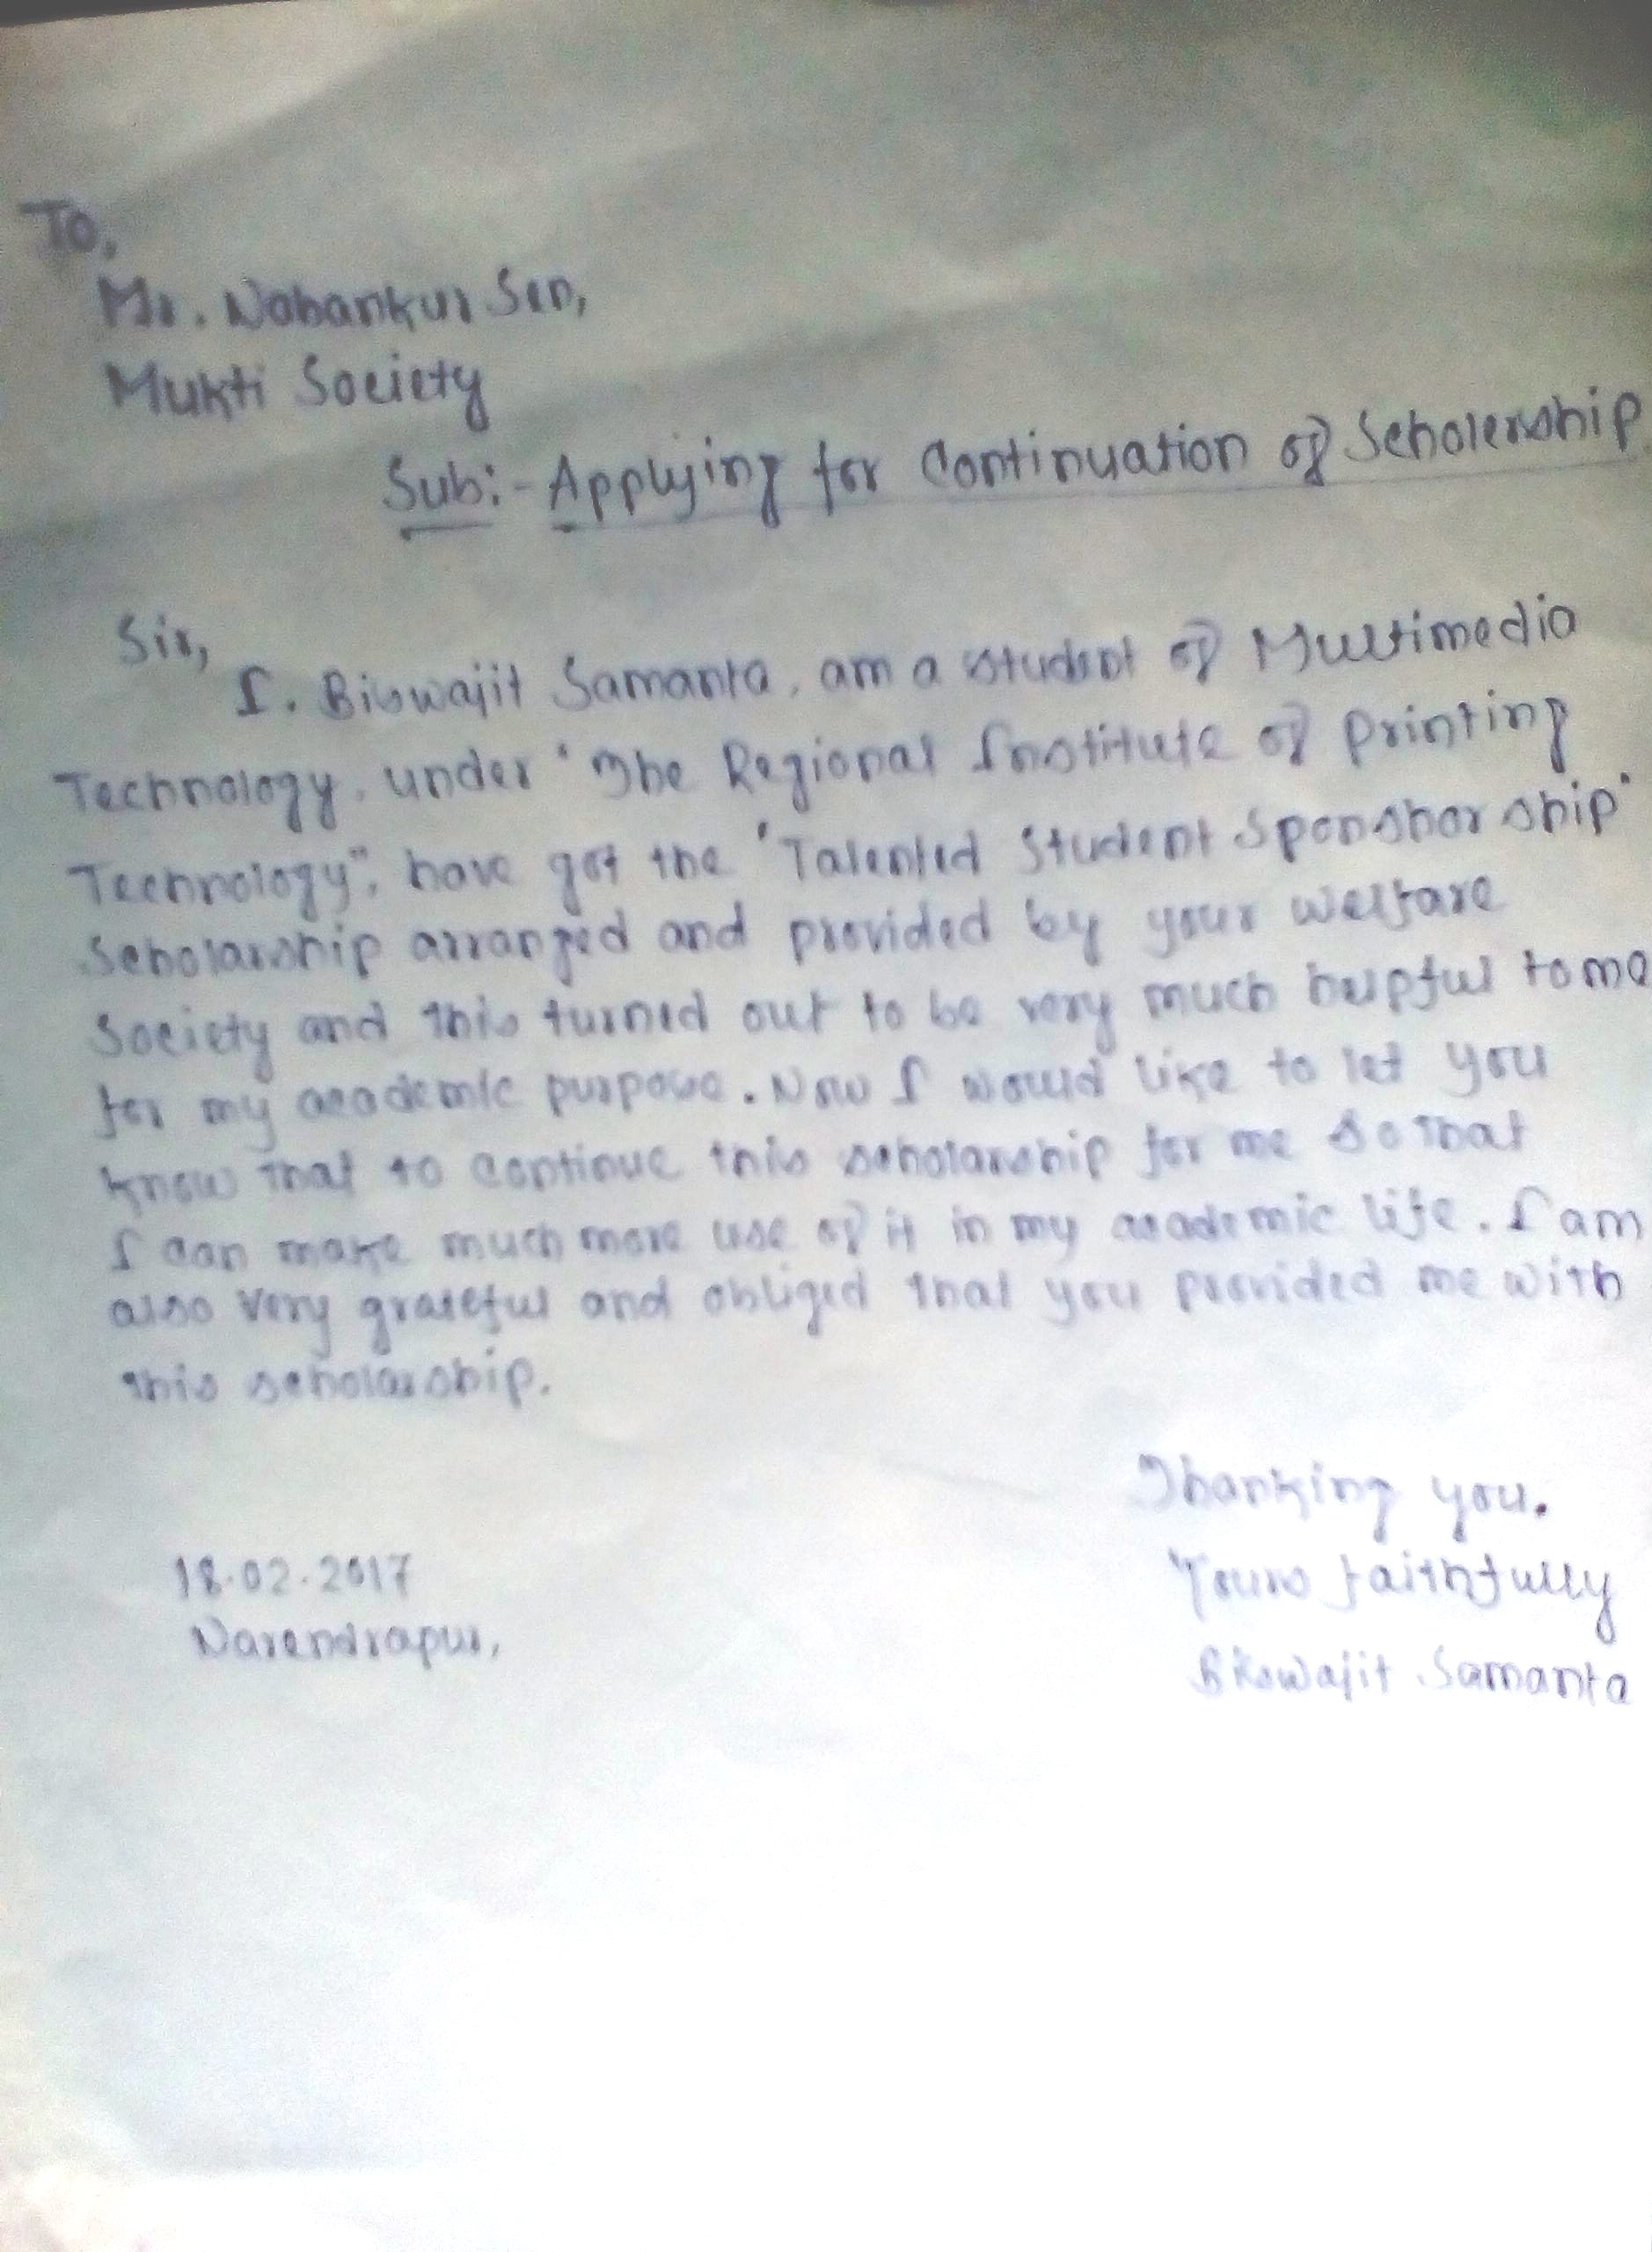 To,
Mr. Nabankur Sen,
Mukti Society
Sub:- Applying for Continuation of Scholership
Sir,
I. Biswajit Samanta, am a student of Multimedia
Technology, under "The Regional Institute of Printing
Technology", have got the "Talented Student Sponshor ship"
Scholarship arranged and provided by your welfare
Society and this turned out to be very much helpful to me
for my academic purpose. Now I would like to let you
know that to continue this scholarship for me so that
I can make much more use of it in my academic life. I am
also very grateful and obliged that you provided me with
this scholarship.
Thanking you.
Yours faithfully
Biswajit Samanta
18.02.2017
Narendrapur,